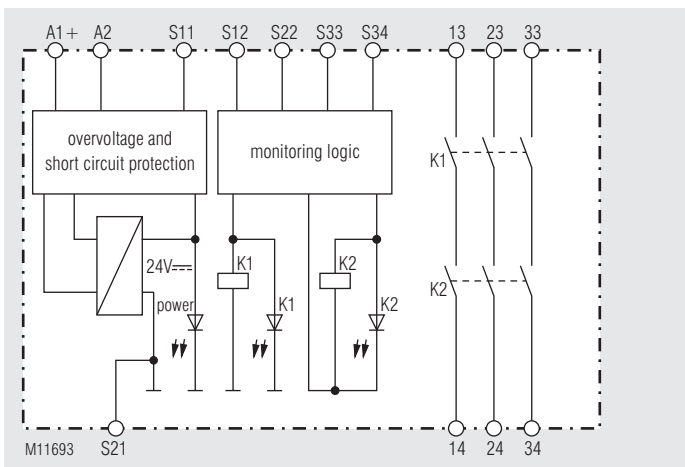 A1+ A2 S11 S12 S22 S33 S34 13 23 33
overvoltage and
short circuit protection
monitoring logic
K1
24V
K1
K2
K2
power
K1
K2
M11693 S21 14 24 34